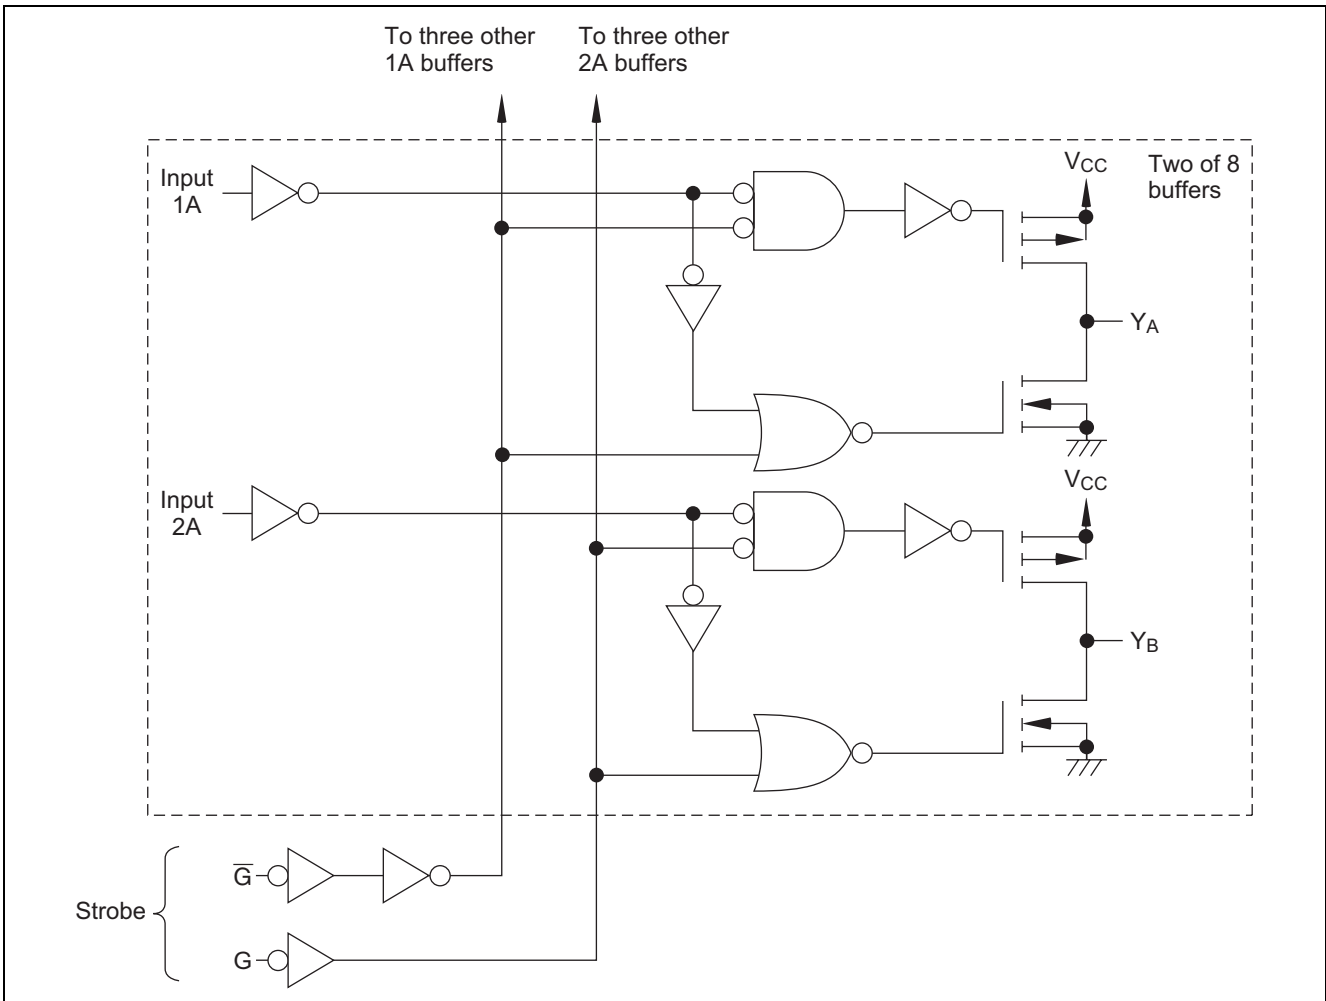 To three other
1A buffers
To three other
2A buffers
Input
1A
VCC
Two of 8
buffers
YA
Input
2A
VCC
YB
Strobe
G̅
G